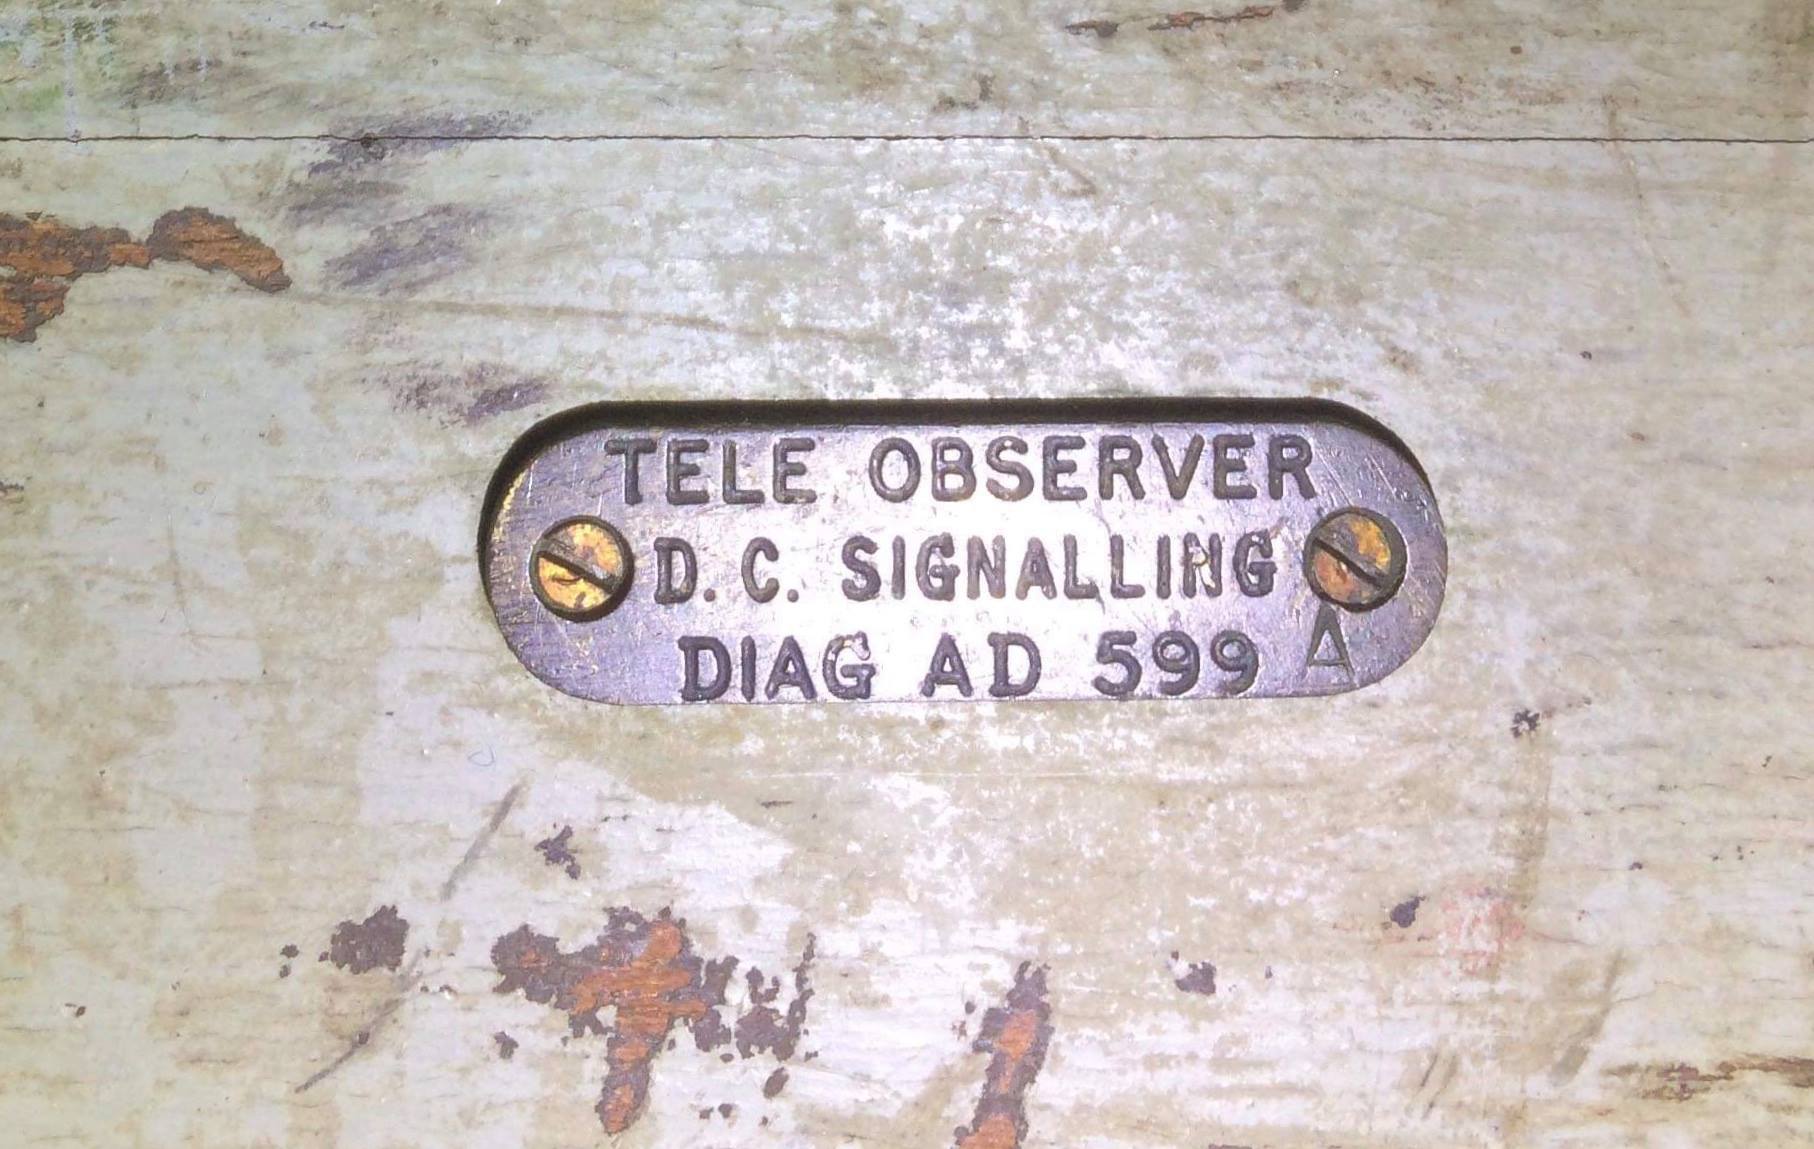 TELE OBSERVER
D. C. SIGNALLING
DIAG AD 599 A